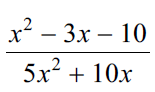 x² – 3x – 10
5x² + 10x